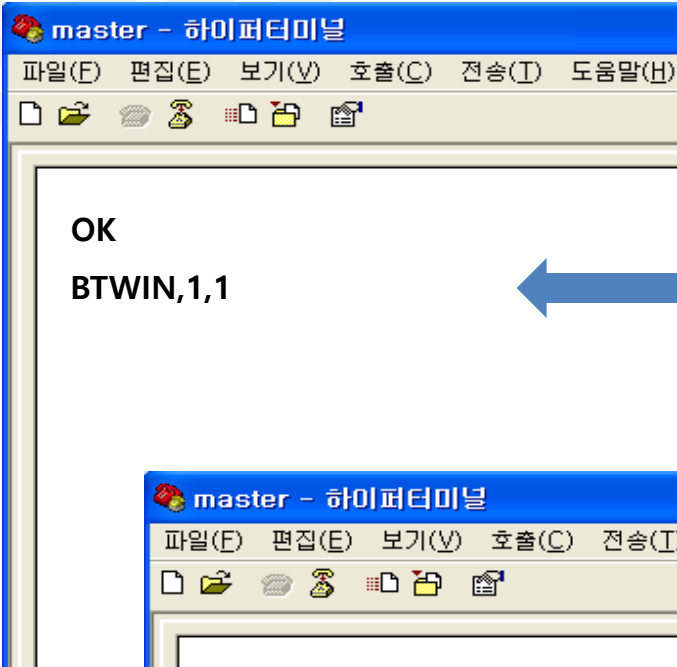 master - 하이퍼터미널
파일(F) 편집(E) 보기(V) 호출(C) 전송(T) 도움말(H)
OK
BTWIN,1,1
master - 하이퍼터미널
파일(F) 편집(E) 보기(V) 호출(C) 전송(T